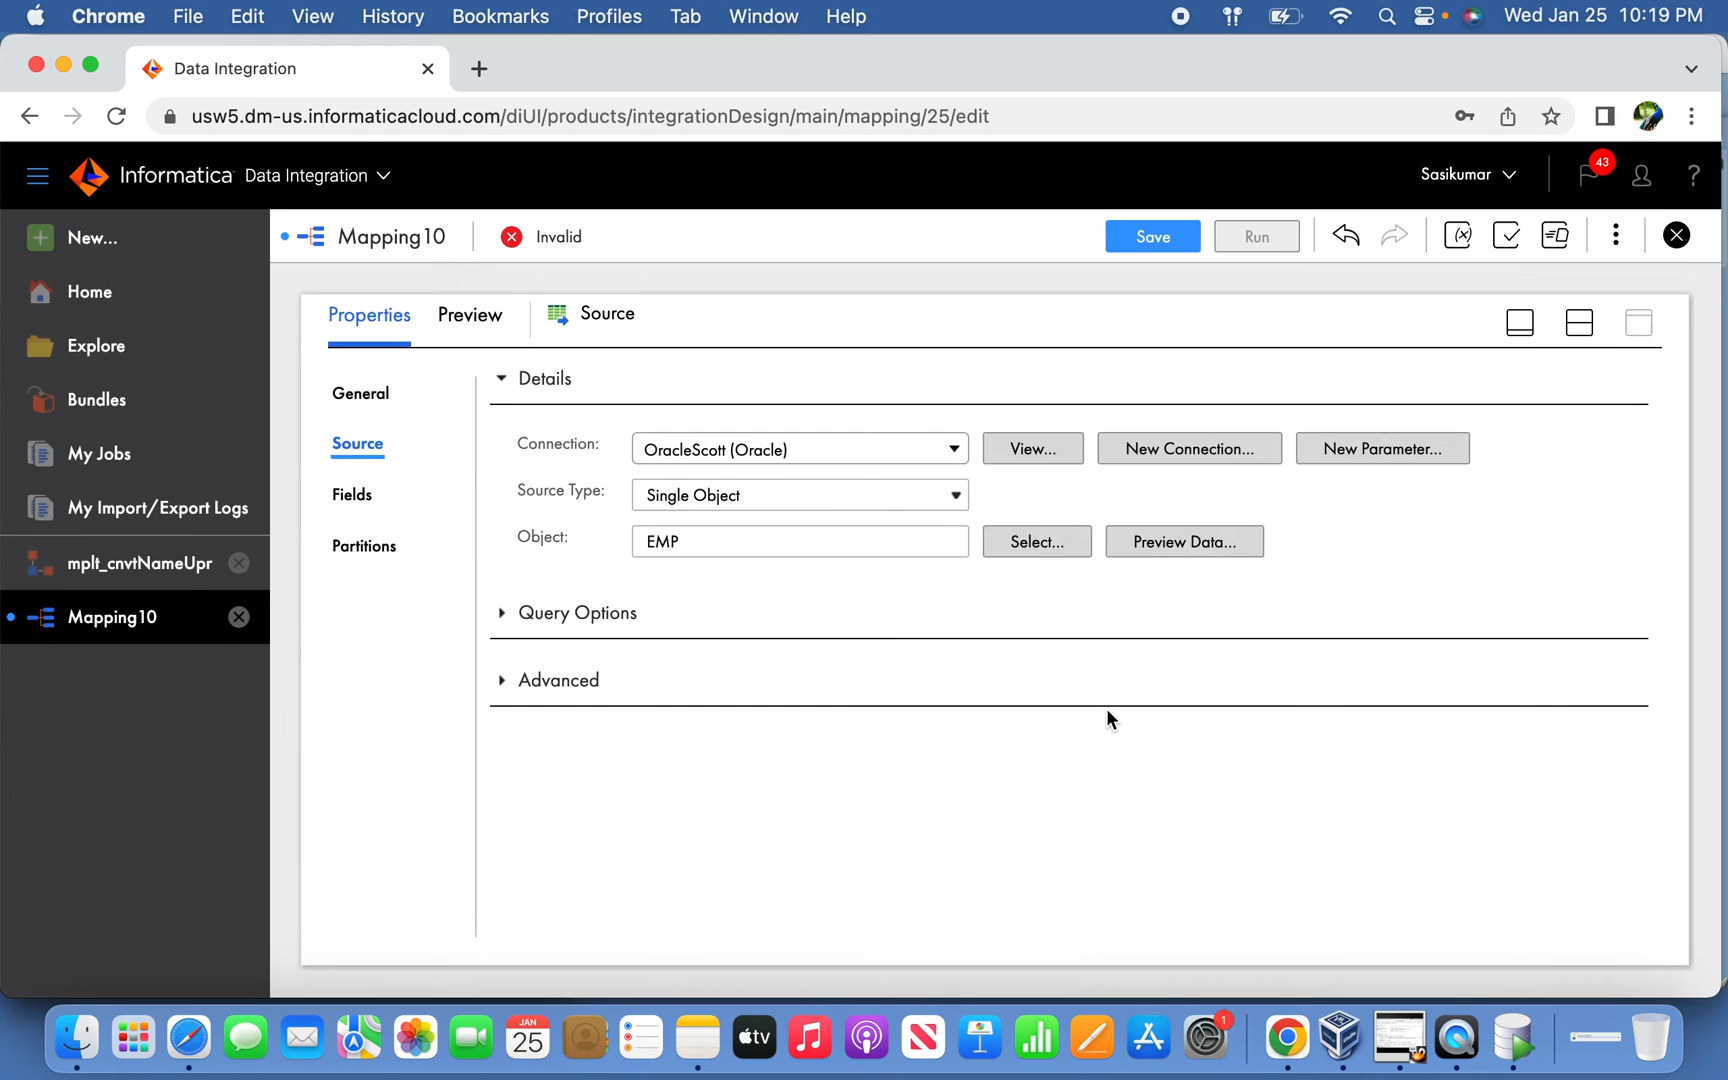 Chrome File Edit View History Bookmarks Profiles Tab Window Help Wed Jan 25 10:19 PM
Data Integration
usw5.dm-us.informaticacloud.com/diUI/products/integrationDesign/main/mapping/25/edit
Informatica Data Integration Sasikumar 43 ?
New... Mapping10 Invalid Save Run (x)
Home
Explore
Bundles
My Jobs
My Import/Export Logs
mplt_cnvtNameUpr
Mapping10
Properties Preview Source
General
Source
Fields
Partitions
Details
Connection: OracleScott (Oracle) View... New Connection... New Parameter...
Source Type: Single Object
Object: EMP Select... Preview Data...
Query Options
Advanced
JAN
25
tv
1